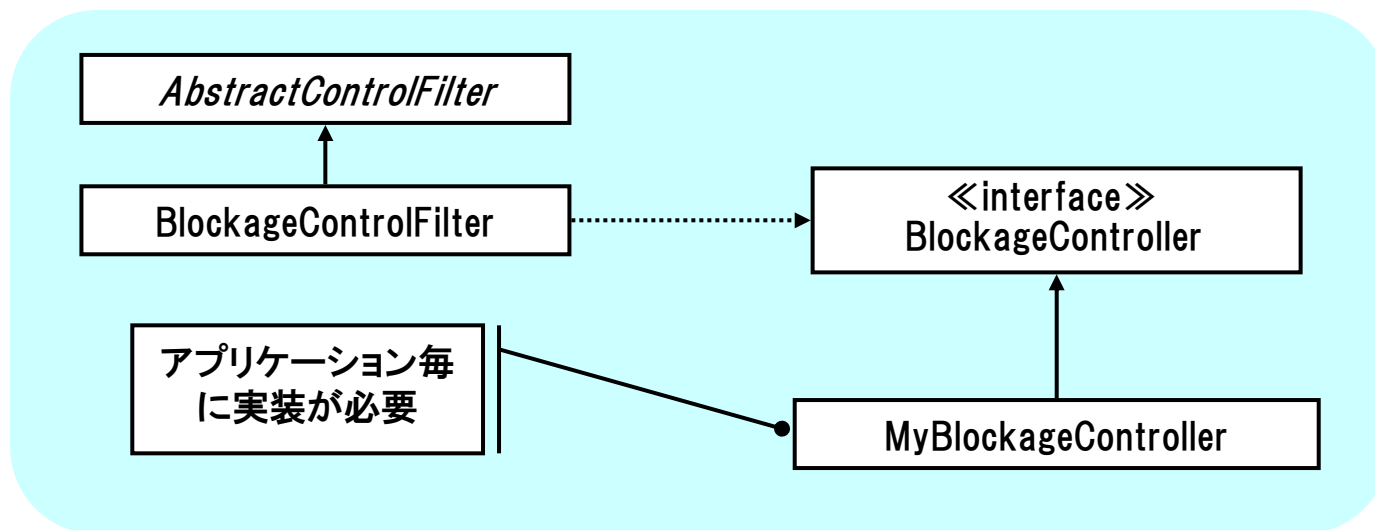 AbstractControlFilter
BlockageControlFilter
≪interface≫
BlockageController
アプリケーション毎
に実装が必要
MyBlockageController